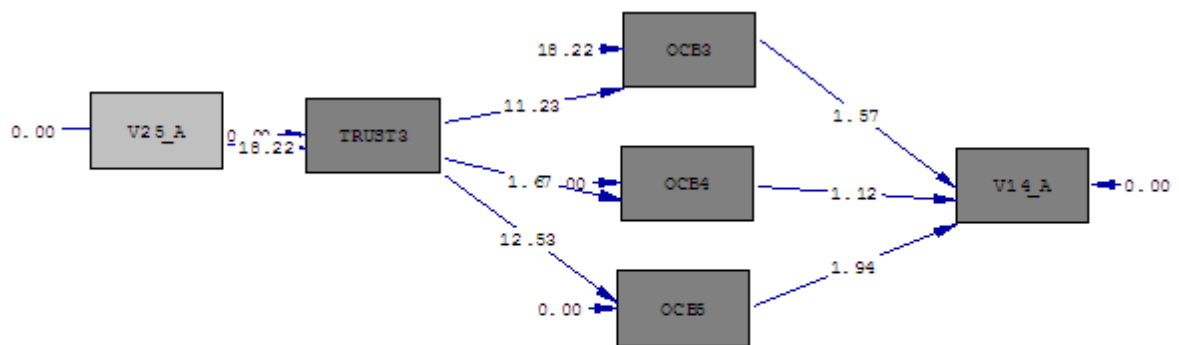 18.22
OCB3
11.23
1.57
0.00
V25_A
18.22
TRUST3
1.67
OCB4
1.12
V14_A
0.00
12.53
1.94
0.00
OCB5